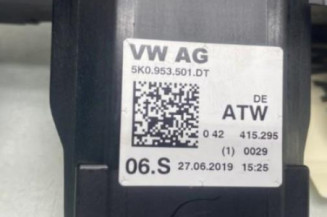 VW AG
5K0.953.501.DT
DE
ATW
0 42 415.295
(1) 0029
06.S 27.06.2019 15:25